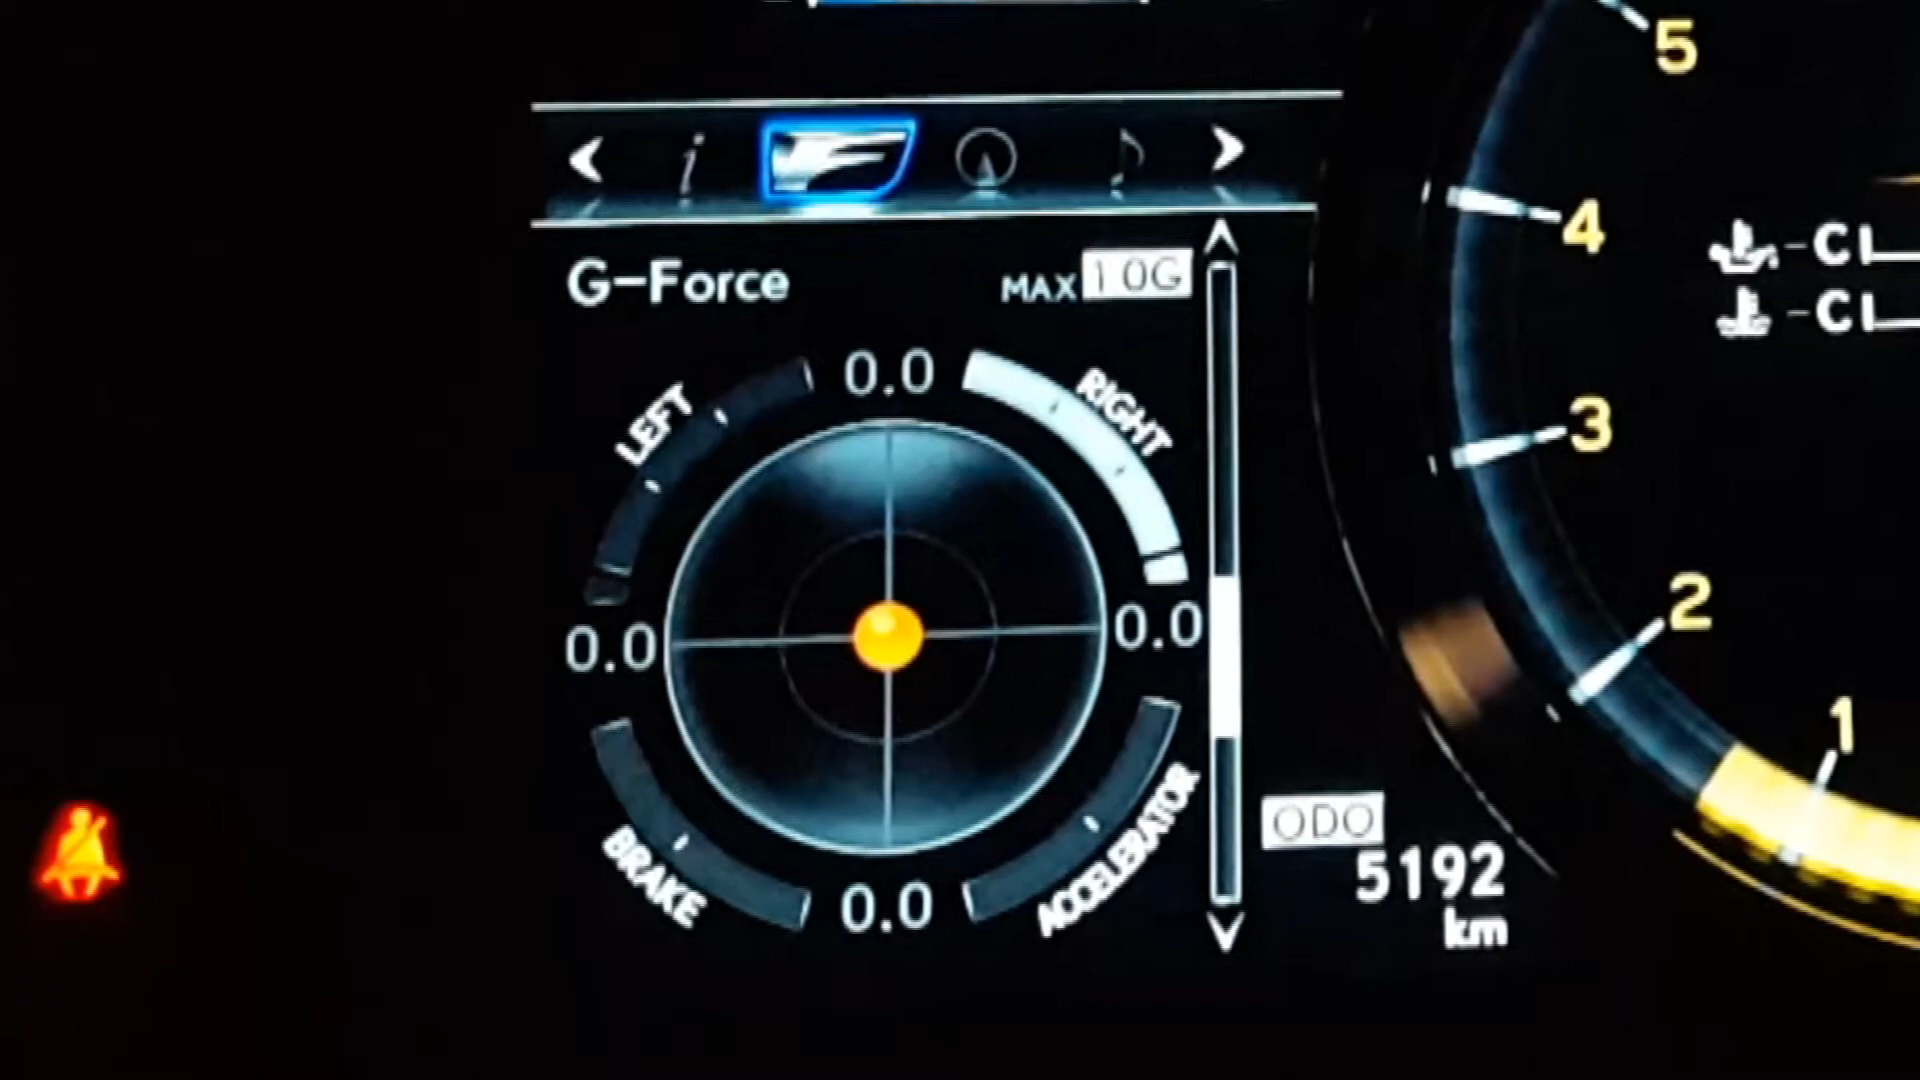 5
i
G-Force MAX 1.0G
4
C
C
LEFT 0.0 RIGHT
3
0.0 0.0
2
1
BRAKE 0.0 ACCELERATOR
ODO
5192
km